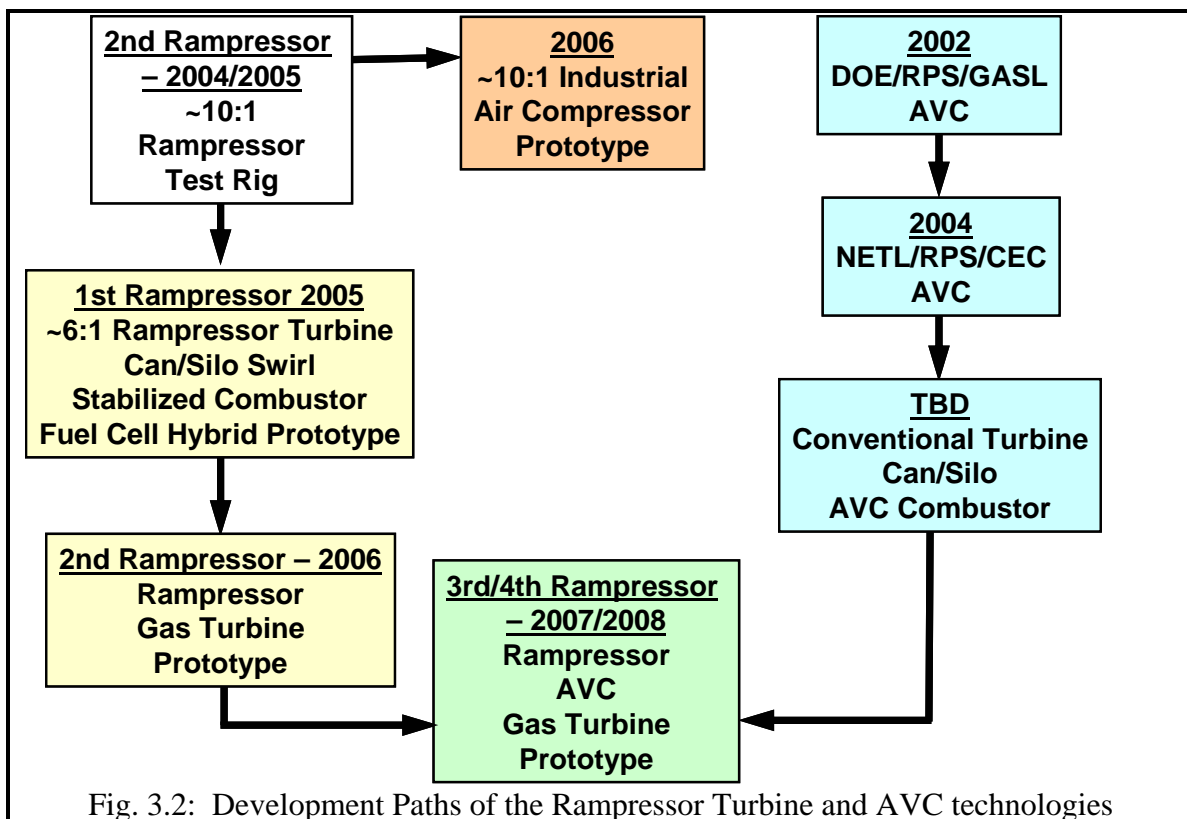 2nd Rampressor
– 2004/2005
~10:1
Rampressor
Test Rig
2006
~10:1 Industrial
Air Compressor
Prototype
2002
DOE/RPS/GASL
AVC
2004
NETL/RPS/CEC
AVC
1st Rampressor 2005
~6:1 Rampressor Turbine
Can/Silo Swirl
Stabilized Combustor
Fuel Cell Hybrid Prototype
TBD
Conventional Turbine
Can/Silo
AVC Combustor
2nd Rampressor – 2006
Rampressor
Gas Turbine
Prototype
3rd/4th Rampressor
– 2007/2008
Rampressor
AVC
Gas Turbine
Prototype
Fig. 3.2:  Development Paths of the Rampressor Turbine and AVC technologies